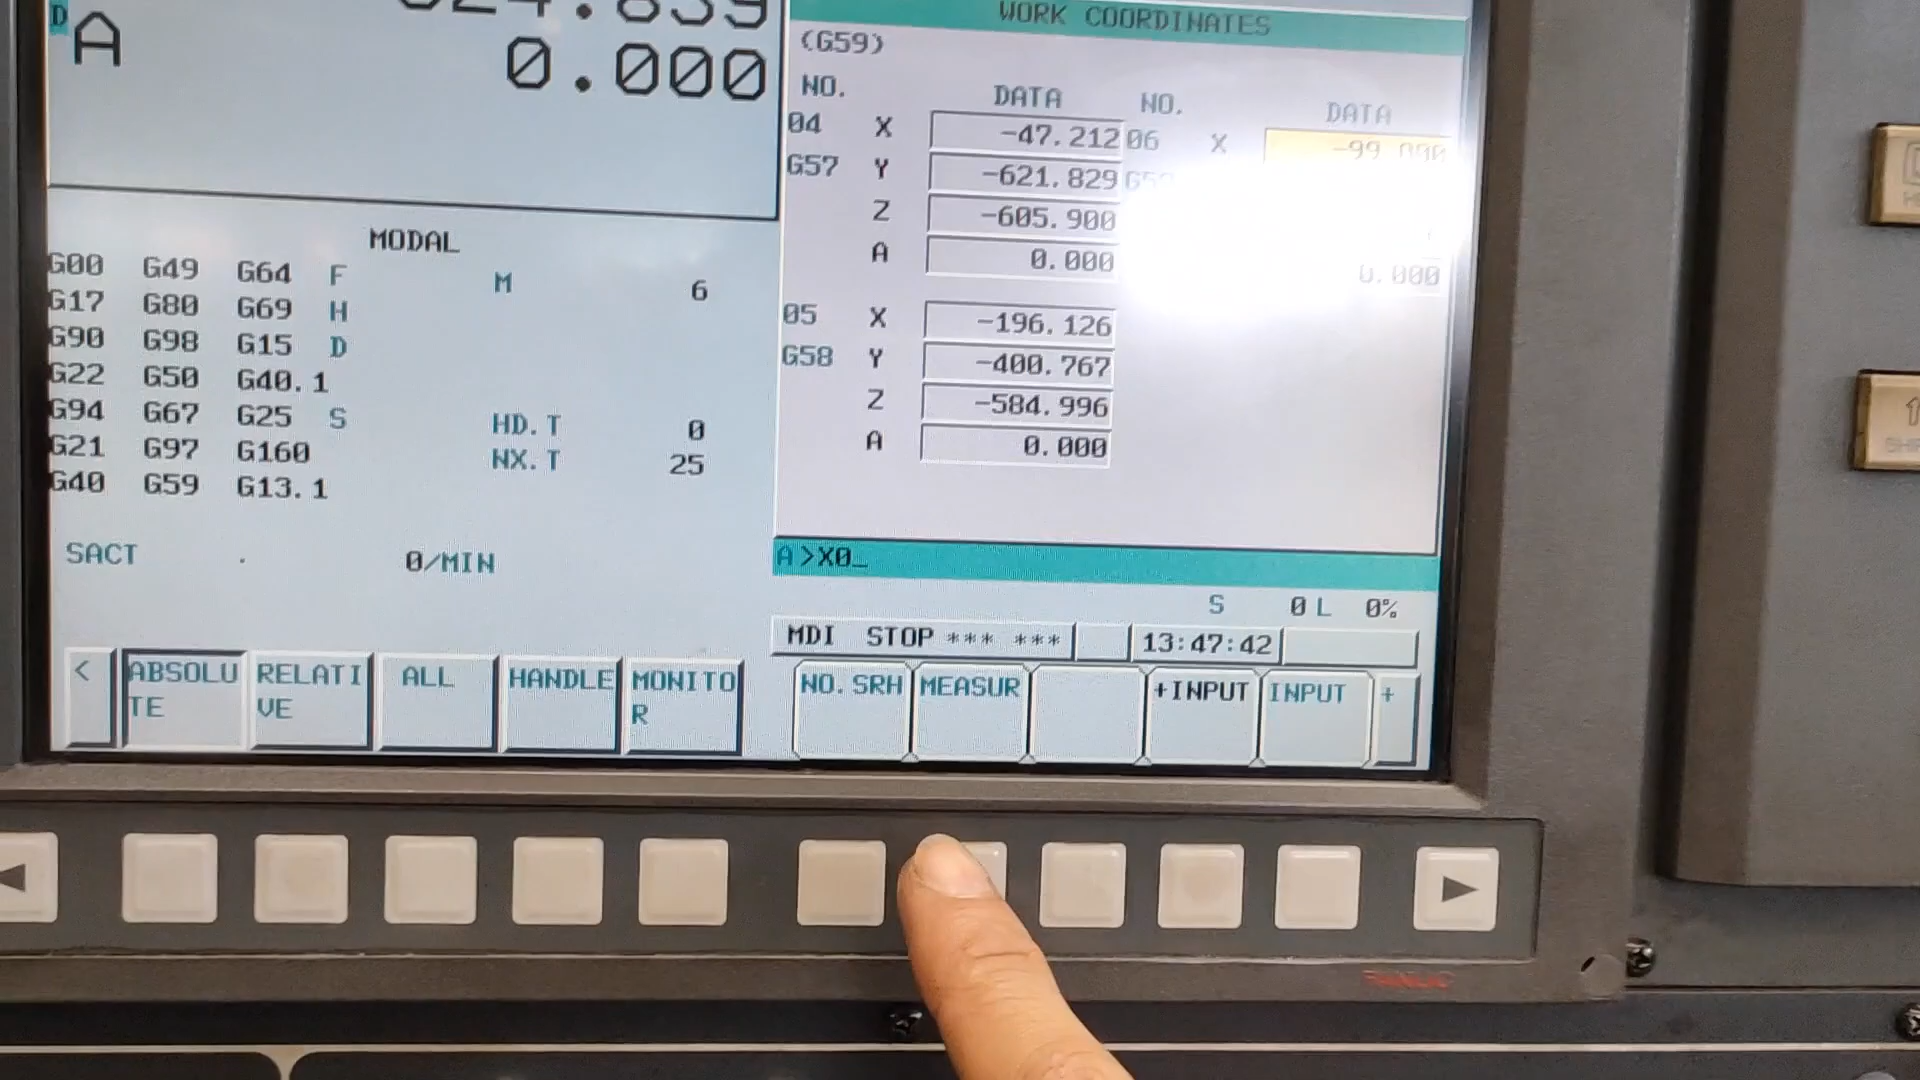 D
A 0.000
MODAL
G00 G49 G64 F M 6
G17 G80 G69 H
G90 G98 G15 D
G22 G50 G40.1
G94 G67 G25 S HD.T 0
G21 G97 G160 NX.T 25
G40 G59 G13.1
SACT 0/MIN
< ABSOLUTE RELATIVE ALL HANDLE MONITOR
WORK COORDINATES
(G59)
NO. DATA NO. DATA
04 X -47.212 06 X
G57 Y -621.829
Z -605.900
A 0.000 0.000
05 X -196.126
G58 Y -400.767
Z -584.996
A 0.000
A>X0_
S 0 L 0%
MDI STOP *** *** 13:47:42
NO.SRH MEASUR +INPUT INPUT +
FANUC